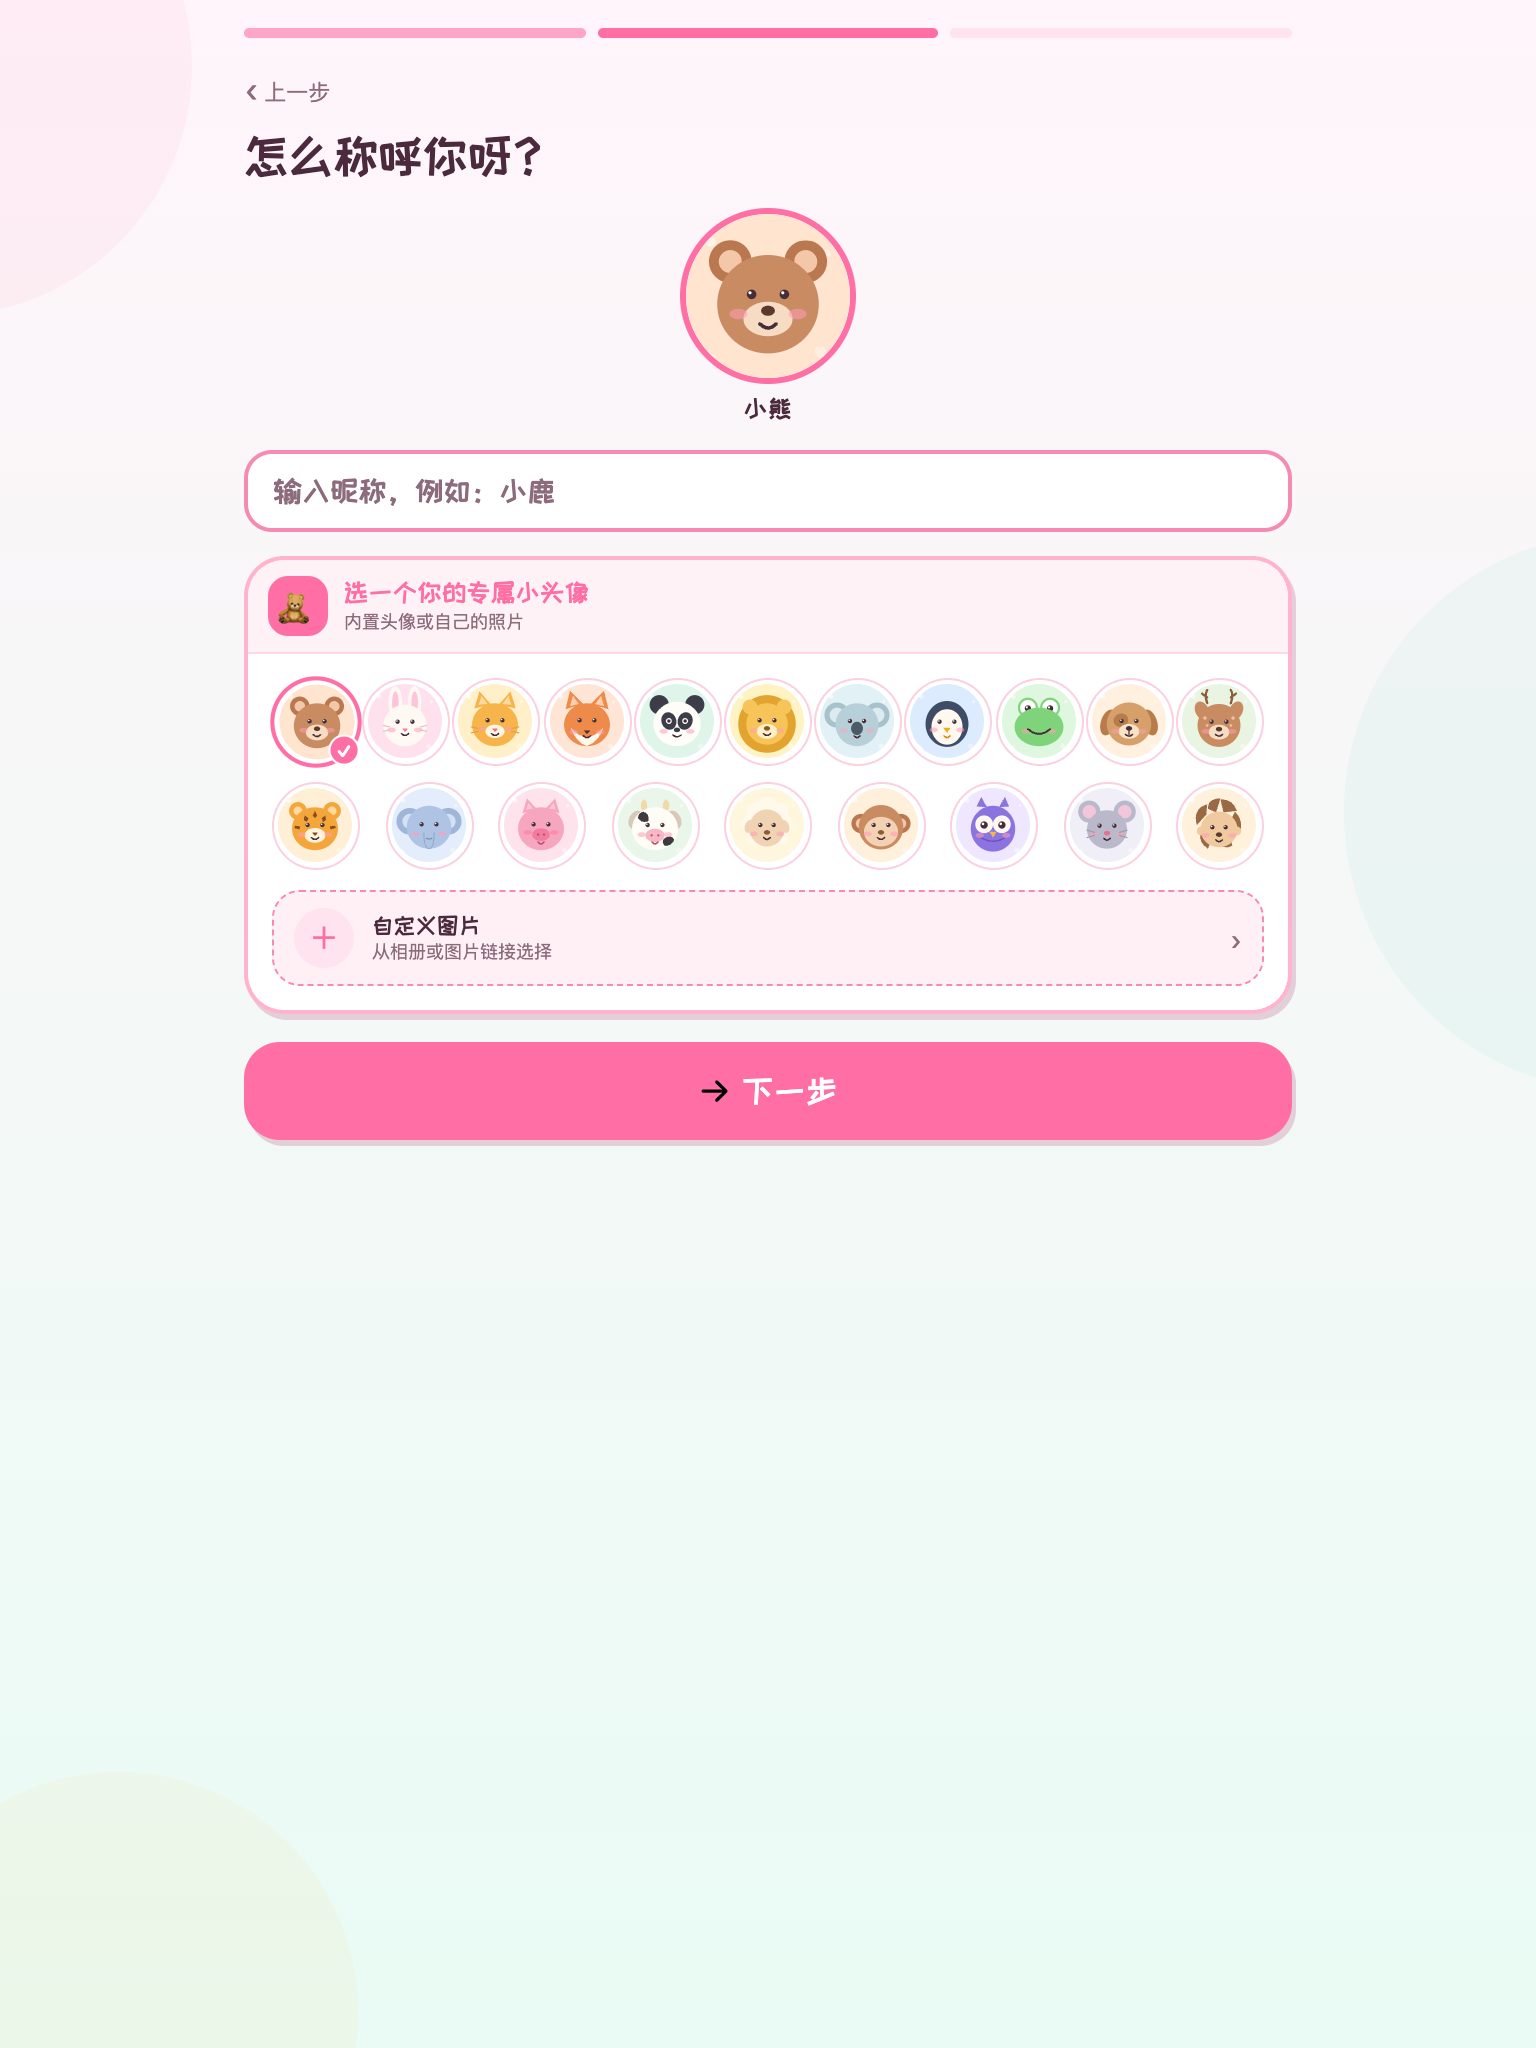 上一步
怎么称呼你呀？
小熊
输入昵称，例如：小鹿
选一个你的专属小头像
内置头像或自己的照片
自定义图片
从相册或图片链接选择
下一步